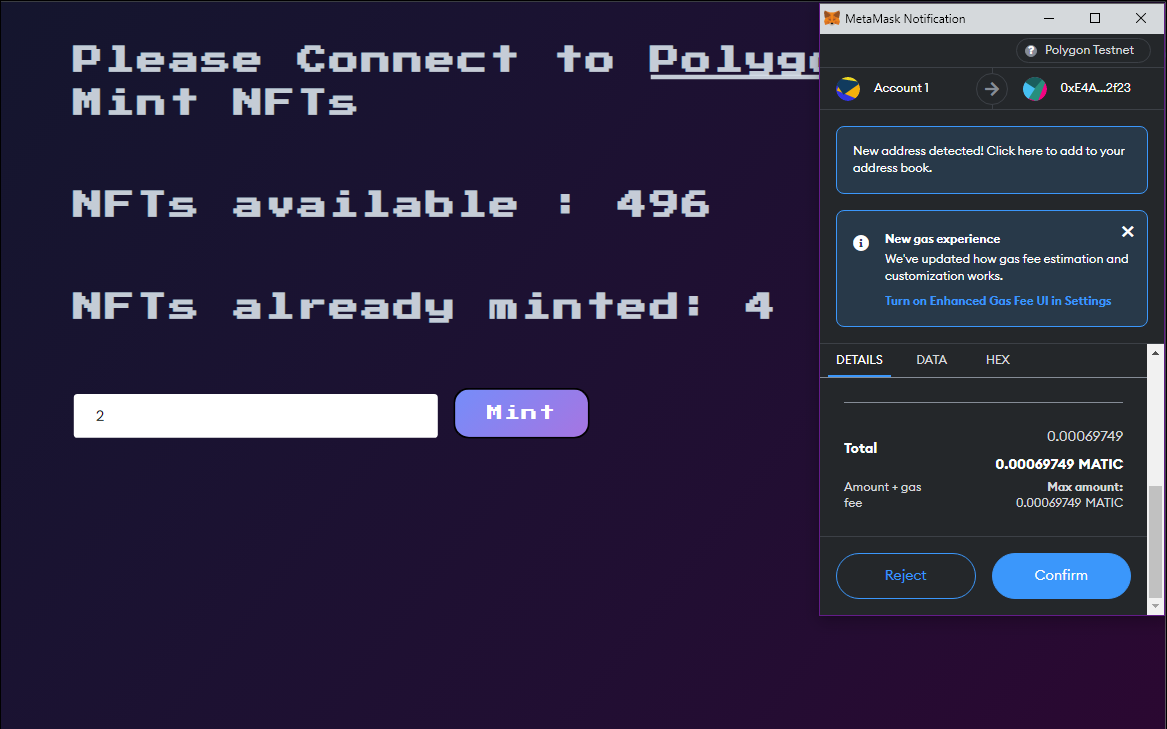 Please Connect to
Mint NFTs
NFTs available : 496
NFTs already minted: 4
2
Mint
MetaMask Notification
Polygon Testnet
Account 1
0xE4A...2f23
New address detected! Click here to add to your
address book.
New gas experience
We've updated how gas fee estimation and
customization works.
Turn on Enhanced Gas Fee UI in Settings
DETAILS DATA HEX
0.00069749
Total
0.00069749 MATIC
Amount + gas
fee
Max amount:
0.00069749 MATIC
Reject
Confirm